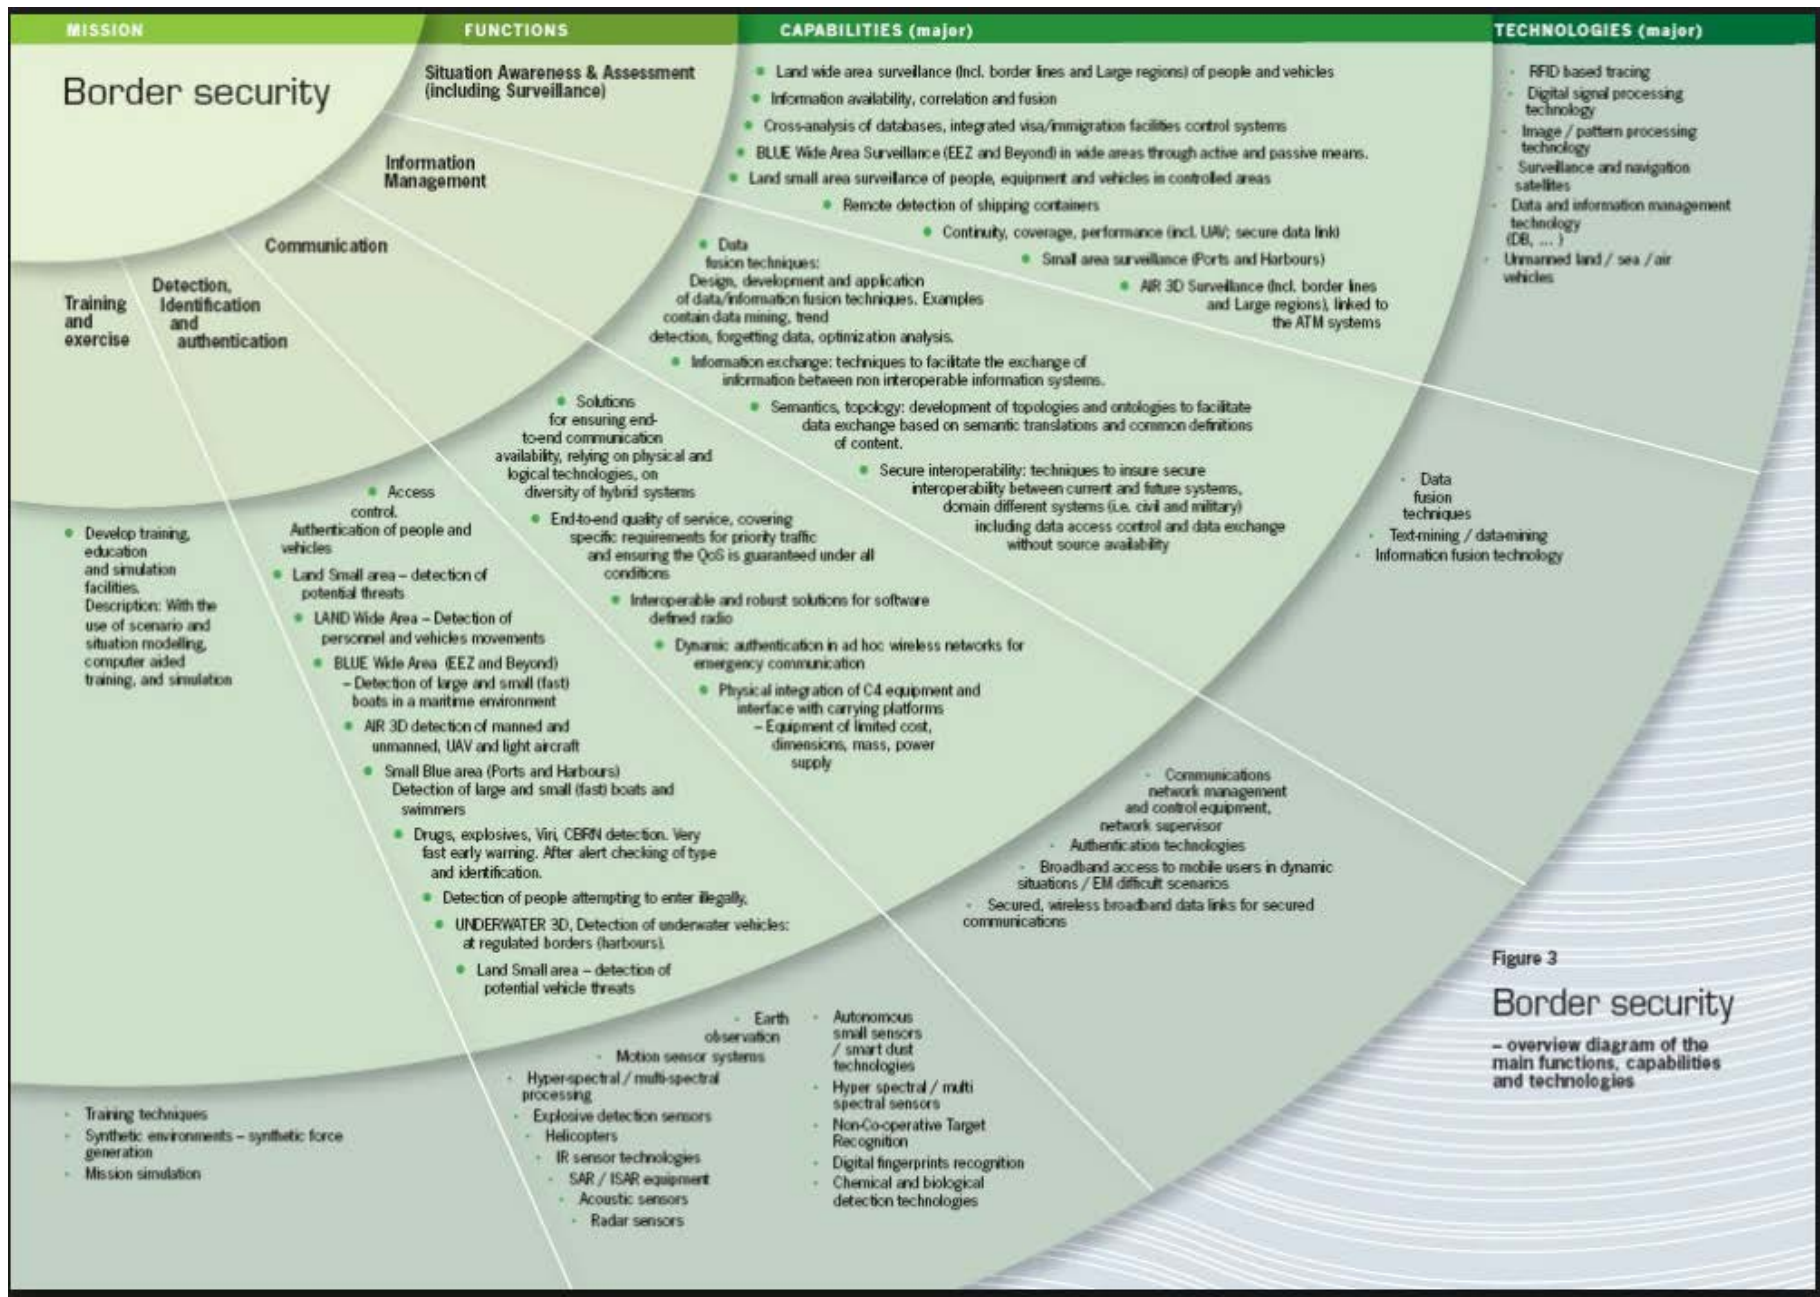 MISSION
FUNCTIONS
CAPABILITIES (major)
TECHNOLOGIES (major)
Border security
Situation Awareness & Assessment
(including Surveillance)
Information
Management
Communication
Detection,
Identification
and
authentication
Training
and
exercise
Land wide area surveillance (Incl. border lines and Large regions) of people and vehicles
Information availability, correlation and fusion
Cross-analysis of databases, integrated visa/immigration facilities control systems
BLUE Wide Area Surveillance (EEZ and Beyond) in wide areas through active and passive means.
Land small area surveillance of people, equipment and vehicles in controlled areas
Remote detection of shipping containers
Continuity, coverage, performance (incl. UAV; secure data link)
Small area surveillance (Ports and Harbours)
AIR 3D Surveillance (Incl. border lines
and Large regions), linked to
the ATM systems
Data
fusion techniques:
Design, development and application
of data/information fusion techniques. Examples
contain data mining, trend
detection, forgetting data, optimization analysis.
Information exchange: techniques to facilitate the exchange of
information between non interoperable information systems.
Semantics, topology: development of topologies and ontologies to facilitate
data exchange based on semantic translations and common definitions
of content.
Secure interoperability: techniques to insure secure
interoperability between current and future systems,
domain different systems (i.e. civil and military)
including data access control and data exchange
without source availability
Solutions
for ensuring end-
to-end communication
availability, relying on physical and
logical technologies, on
diversity of hybrid systems
End-to-end quality of service, covering
specific requirements for priority traffic
and ensuring the QoS is guaranteed under all
conditions
Interoperable and robust solutions for software
defined radio
Dynamic authentication in ad hoc wireless networks for
emergency communication
Physical integration of C4 equipment and
interface with carrying platforms
– Equipment of limited cost,
dimensions, mass, power
supply
Access
control.
Authentication of people and
vehicles
Land Small area – detection of
potential threats
LAND Wide Area – Detection of
personnel and vehicles movements
BLUE Wide Area (EEZ and Beyond)
– Detection of large and small (fast)
boats in a maritime environment
AIR 3D detection of manned and
unmanned, UAV and light aircraft
Small Blue area (Ports and Harbours)
Detection of large and small (fast) boats and
swimmers
Drugs, explosives, Viri, CBRN detection. Very
fast early warning. After alert checking of type
and identification.
Detection of people attempting to enter illegally,
UNDERWATER 3D, Detection of underwater vehicles:
at regulated borders (harbours).
Land Small area – detection of
potential vehicle threats
Develop training,
education
and simulation
facilities.
Description: With the
use of scenario and
situation modelling,
computer aided
training, and simulation
RFID based tracing
Digital signal processing
technology
Image / pattern processing
technology
Surveillance and navigation
satellites
Data and information management
technology
(DB, ... )
Unmanned land / sea / air
vehicles
Data
fusion
techniques
Text-mining / data-mining
Information fusion technology
Communications
network management
and control equipment,
network supervisor
Authentication technologies
Broadband access to mobile users in dynamic
situations / EM difficult scenarios
Secured, wireless broadband data links for secured
communications
Earth
observation
Motion sensor systems
Hyper-spectral / multi-spectral
processing
Explosive detection sensors
Helicopters
IR sensor technologies
SAR / ISAR equipment
Acoustic sensors
Radar sensors
Autonomous
small sensors
/ smart dust
technologies
Hyper spectral / multi
spectral sensors
Non-Co-operative Target
Recognition
Digital fingerprints recognition
Chemical and biological
detection technologies
Training techniques
Synthetic environments – synthetic force
generation
Mission simulation
Figure 3
Border security
– overview diagram of the
main functions, capabilities
and technologies